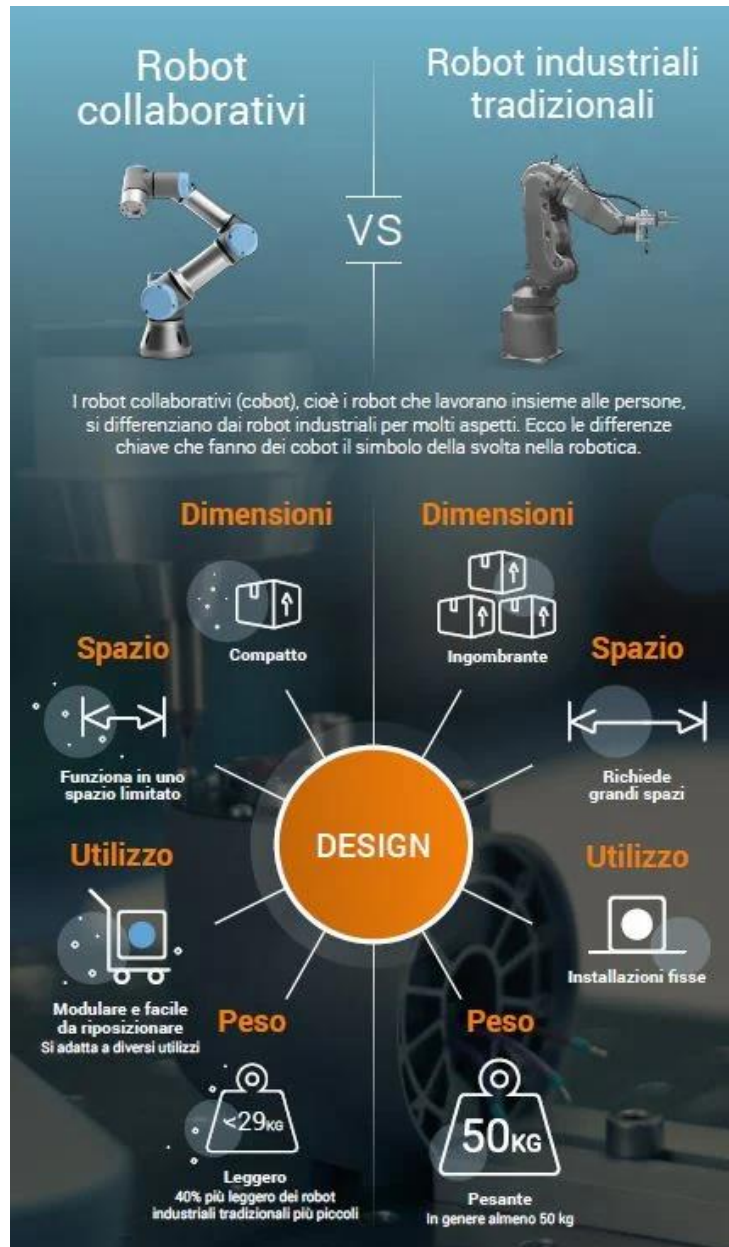 Robot
collaborativi
VS
Robot industriali
tradizionali
I robot collaborativi (cobot), cioè i robot che lavorano insieme alle persone,
si differenziano dai robot industriali per molti aspetti. Ecco le differenze
chiave che fanno dei cobot il simbolo della svolta nella robotica.
Dimensioni
Compatto
Dimensioni
Ingombrante
Spazio
Funziona in uno
spazio limitato
Spazio
Richiede
grandi spazi
DESIGN
Utilizzo
Modulare e facile
da riposizionare
Si adatta a diversi utilizzi
Utilizzo
Installazioni fisse
Peso
<29KG
Leggero
40% più leggero dei robot
industriali tradizionali più piccoli
Peso
50KG
Pesante
In genere almeno 50 kg